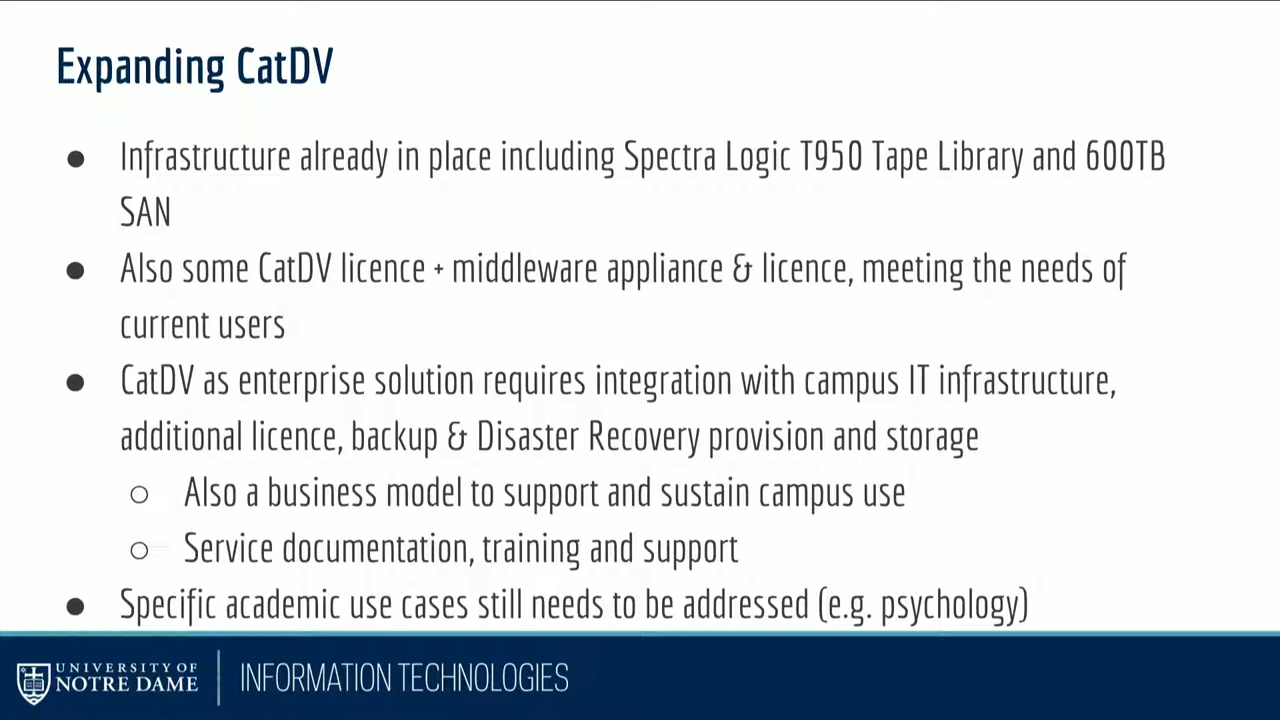 Expanding CatDV
● Infrastructure already in place including Spectra Logic T950 Tape Library and 600TB
SAN
● Also some CatDV licence + middleware appliance & licence, meeting the needs of
current users
● CatDV as enterprise solution requires integration with campus IT infrastructure,
additional licence, backup & Disaster Recovery provision and storage
○ Also a business model to support and sustain campus use
○ Service documentation, training and support
● Specific academic use cases still needs to be addressed (e.g. psychology)
UNIVERSITY OF
NOTRE DAME
INFORMATION TECHNOLOGIES